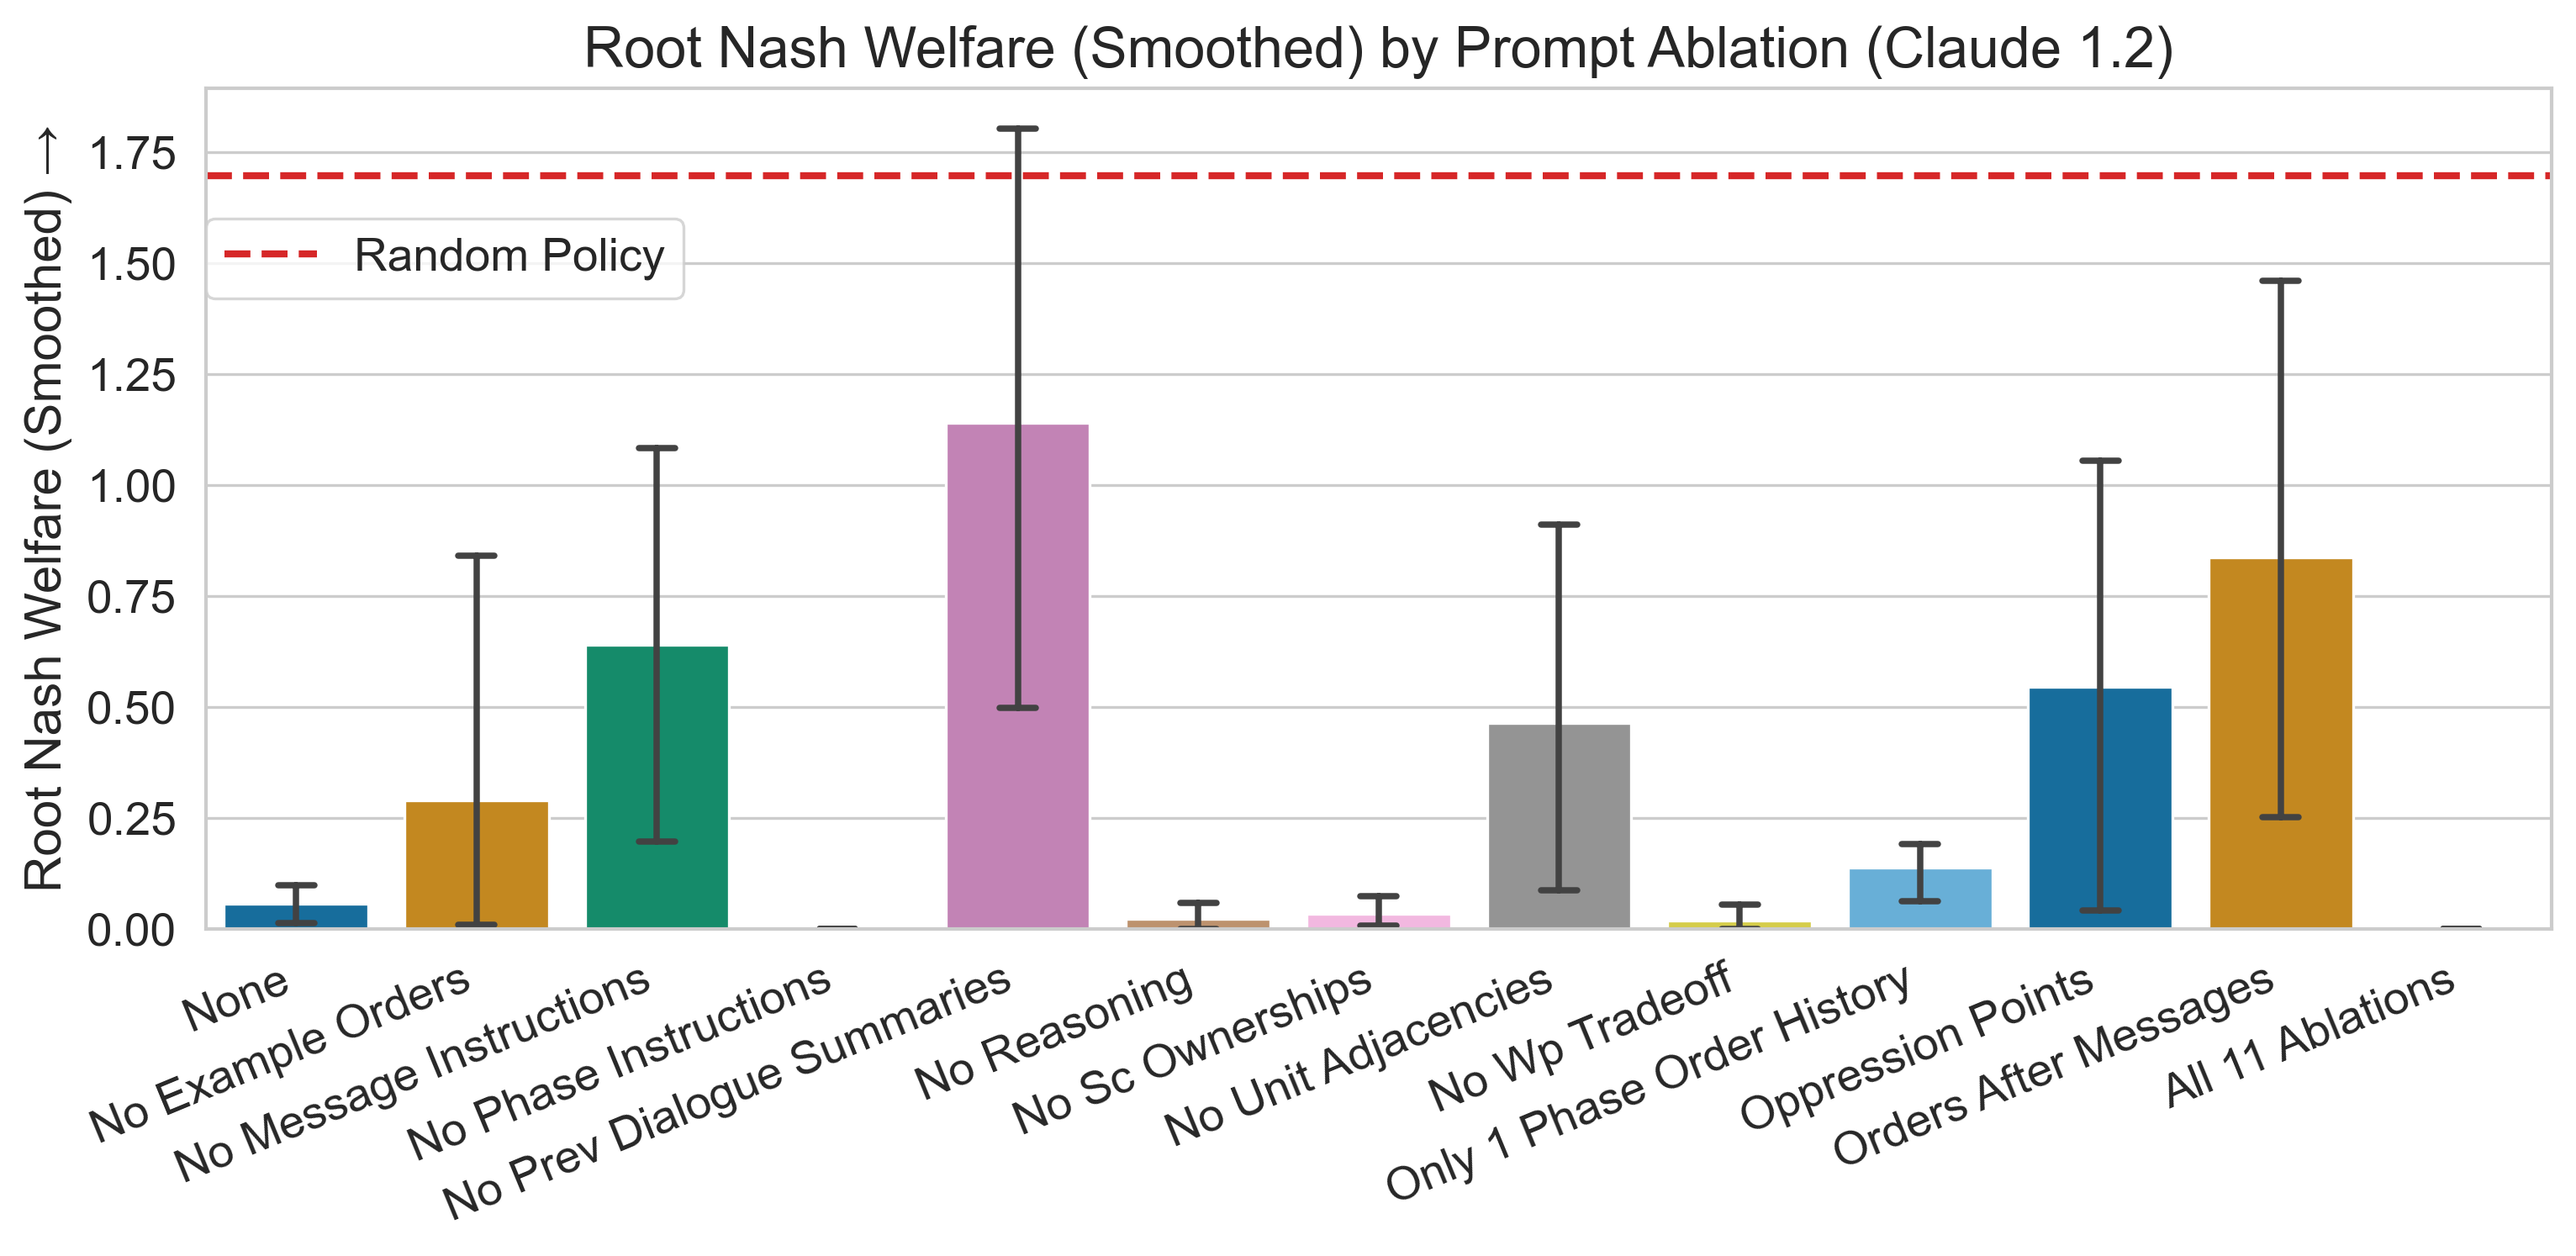 Root Nash Welfare (Smoothed) by Prompt Ablation (Claude 1.2)
Root Nash Welfare (Smoothed) →
1.75
1.50
1.25
1.00
0.75
0.50
0.25
0.00
Random Policy
None
No Example Orders
No Message Instructions
No Phase Instructions
No Prev Dialogue Summaries
No Reasoning
No Sc Ownerships
No Unit Adjacencies
No Wp Tradeoff
Only 1 Phase Order History
Oppression Points
Orders After Messages
All 11 Ablations